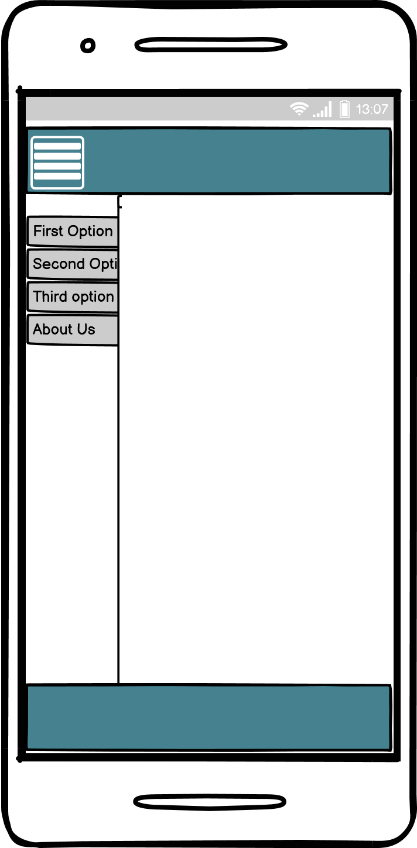 13:07
First Option
Second Opti
Third option
About Us